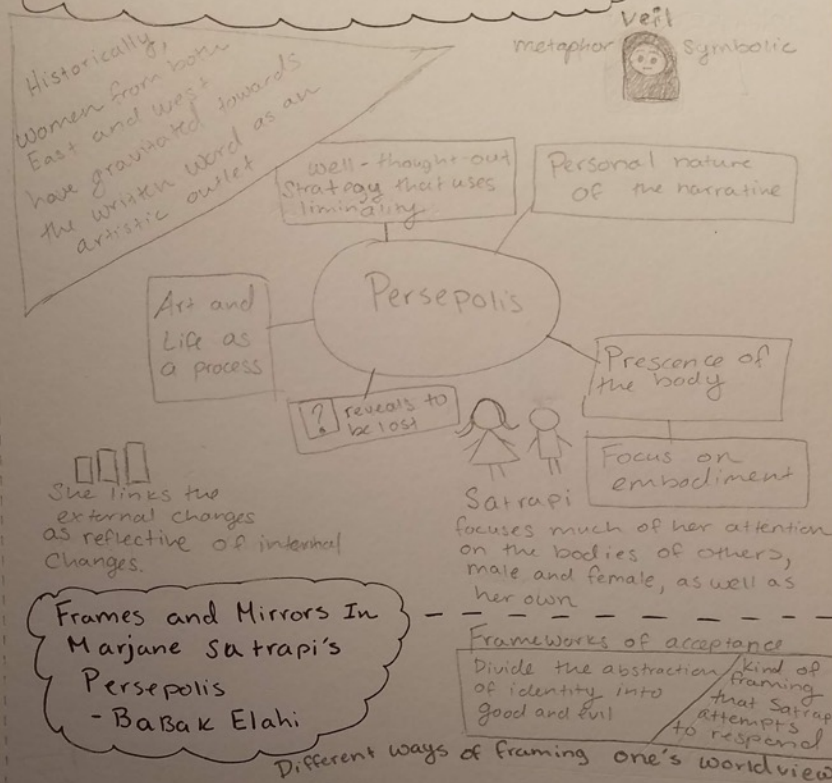 Veil
metaphor
symbolic
Historically,
women from both
East and West
have gravitated towards
the written word as an
artistic outlet
Well-thought-out
Strategy that uses
liminality
Personal nature
of the narrative
Persepolis
Art and
Life as
a process
Prescence of
the body
? reveals to
be lost
Focus on
embodiment
She links the
external changes
as reflective of internal
changes.
Satrapi
focuses much of her attention
on the bodies of others,
male and female, as well as
her own
Frames and Mirrors In
Marjane Satrapi's
Persepolis
- BaBak Elahi
Frameworks of acceptance
Divide the abstraction
of identity into
good and evil
Kind of
framing
that Satrap
attempts
to respond
Different ways of framing one's worldview